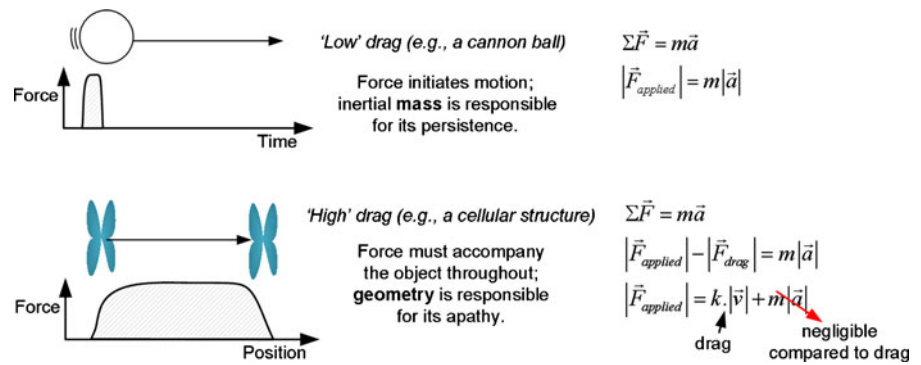 'Low' drag (e.g., a cannon ball)
Force initiates motion;
inertial mass is responsible
for its persistence.
Force
Time
ΣF⃗ = ma⃗
|F⃗applied| = m|a⃗|
'High' drag (e.g., a cellular structure)
Force must accompany
the object throughout;
geometry is responsible
for its apathy.
Force
Position
ΣF⃗ = ma⃗
|F⃗applied| − |F⃗drag| = m|a⃗|
|F⃗applied| = k.|v⃗| + m|a⃗|
drag
negligible
compared to drag